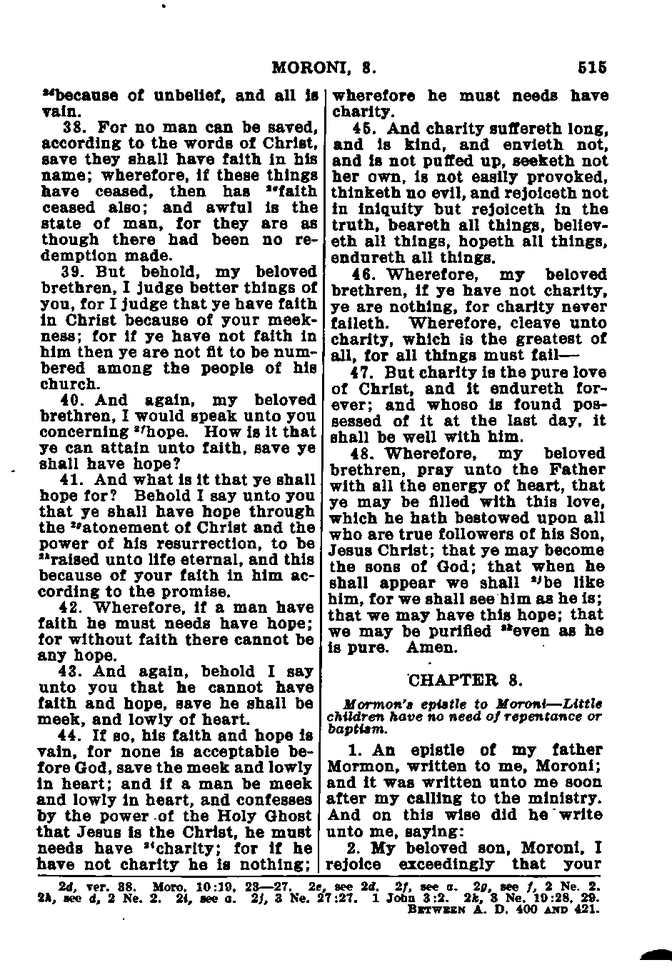 MORONI, 8. 515
2dbecause of unbelief, and all is
vain.
38. For no man can be saved,
according to the words of Christ,
save they shall have faith in his
name; wherefore, if these things
have ceased, then has 2efaith
ceased also; and awful is the
state of man, for they are as
though there had been no re-
demption made.
39. But behold, my beloved
brethren, I judge better things of
you, for I judge that ye have faith
in Christ because of your meek-
ness; for if ye have not faith in
him then ye are not fit to be num-
bered among the people of his
church.
40. And again, my beloved
brethren, I would speak unto you
concerning 2fhope. How is it that
ye can attain unto faith, save ye
shall have hope?
41. And what is it that ye shall
hope for? Behold I say unto you
that ye shall have hope through
the 2gatonement of Christ and the
power of his resurrection, to be
2hraised unto life eternal, and this
because of your faith in him ac-
cording to the promise.
42. Wherefore, if a man have
faith he must needs have hope;
for without faith there cannot be
any hope.
43. And again, behold I say
unto you that he cannot have
faith and hope, save he shall be
meek, and lowly of heart.
44. If so, his faith and hope is
vain, for none is acceptable be-
fore God, save the meek and lowly
in heart; and if a man be meek
and lowly in heart, and confesses
by the power of the Holy Ghost
that Jesus is the Christ, he must
needs have 2icharity; for if he
have not charity he is nothing;
wherefore he must needs have
charity.
45. And charity suffereth long,
and is kind, and envieth not,
and is not puffed up, seeketh not
her own, is not easily provoked,
thinketh no evil, and rejoiceth not
in iniquity but rejoiceth in the
truth, beareth all things, believ-
eth all things, hopeth all things,
endureth all things.
46. Wherefore, my beloved
brethren, if ye have not charity,
ye are nothing, for charity never
faileth. Wherefore, cleave unto
charity, which is the greatest of
all, for all things must fail—
47. But charity is the pure love
of Christ, and it endureth for-
ever; and whoso is found pos-
sessed of it at the last day, it
shall be well with him.
48. Wherefore, my beloved
brethren, pray unto the Father
with all the energy of heart, that
ye may be filled with this love,
which he hath bestowed upon all
who are true followers of his Son,
Jesus Christ; that ye may become
the sons of God; that when he
shall appear we shall 2jbe like
him, for we shall see him as he is;
that we may have this hope; that
we may be purified 2keven as he
is pure. Amen.
CHAPTER 8.
Mormon's epistle to Moroni—Little
children have no need of repentance or
baptism.
1. An epistle of my father
Mormon, written to me, Moroni;
and it was written unto me soon
after my calling to the ministry.
And on this wise did he write
unto me, saying:
2. My beloved son, Moroni, I
rejoice exceedingly that your
2d, ver. 38. Moro. 10:19, 23—27. 2e, see 2d. 2f, see a. 2g, see f, 2 Ne. 2.
2h, see d, 2 Ne. 2. 2i, see a. 2j, 3 Ne. 27:27. 1 John 3:2. 2k, 3 Ne. 19:28, 29.
BETWEEN A. D. 400 AND 421.